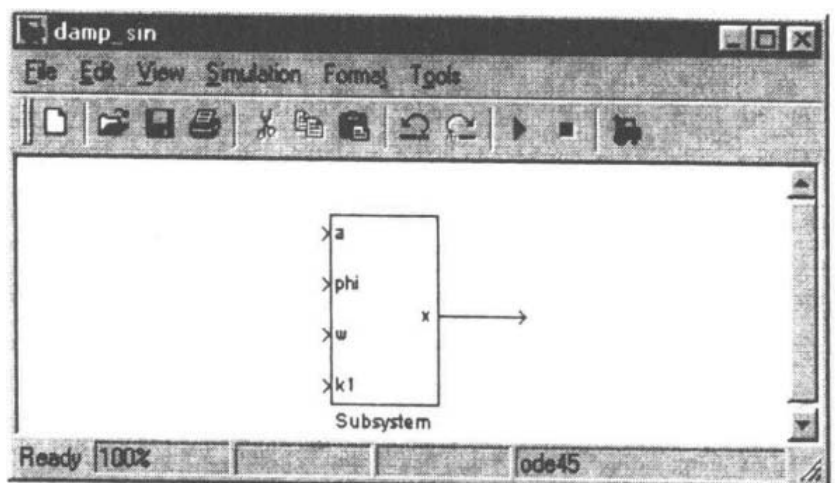 damp_sin
File Edit View Simulation Format Tools
a
phi
w
x
k1
Subsystem
Ready 100% ode45